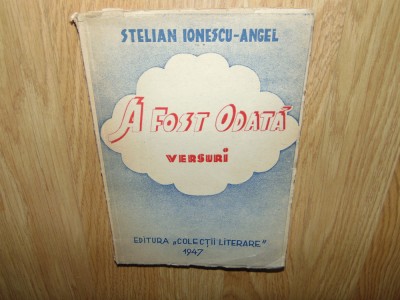 STELIAN IONESCU-ANGEL
A FOST ODATĂ
VERSURI
EDITURA „COLECȚII LITERARE"
1947